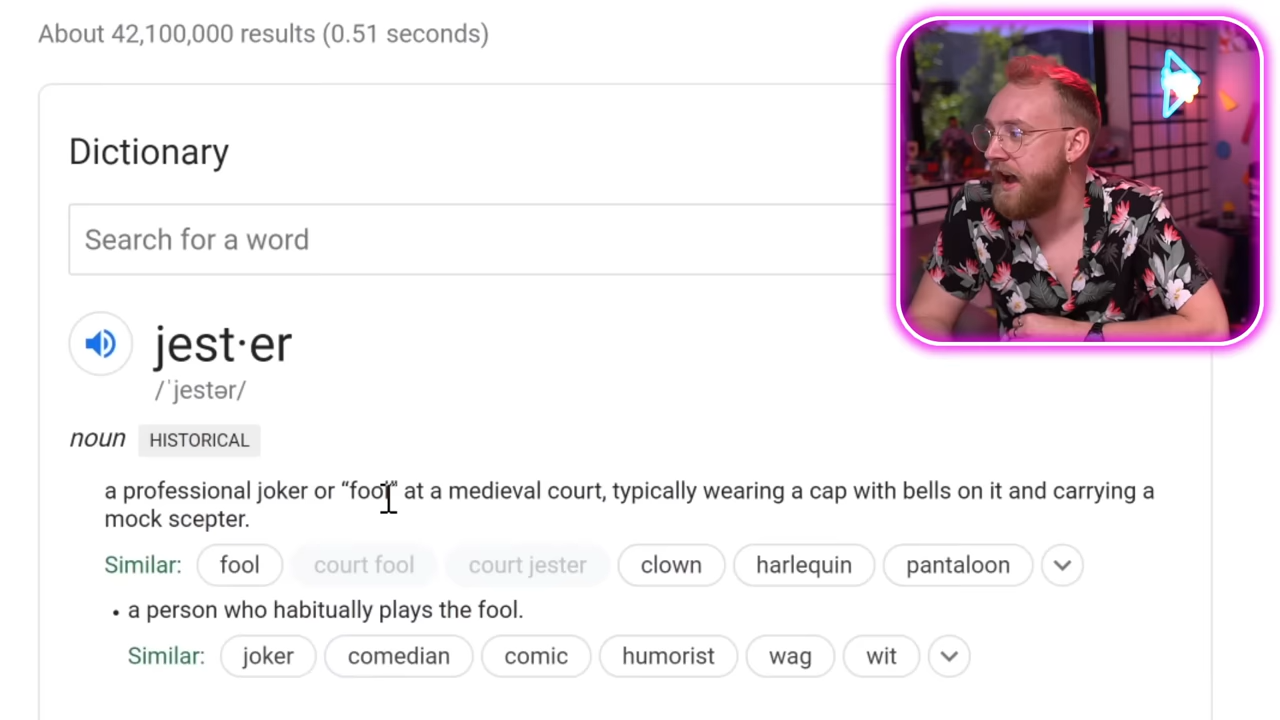 About 42,100,000 results (0.51 seconds)
Dictionary
Search for a word
jest·er
/ˈjestər/
noun HISTORICAL
a professional joker or “fool” at a medieval court, typically wearing a cap with bells on it and carrying a
mock scepter.
Similar: fool court fool court jester clown harlequin pantaloon
• a person who habitually plays the fool.
Similar: joker comedian comic humorist wag wit